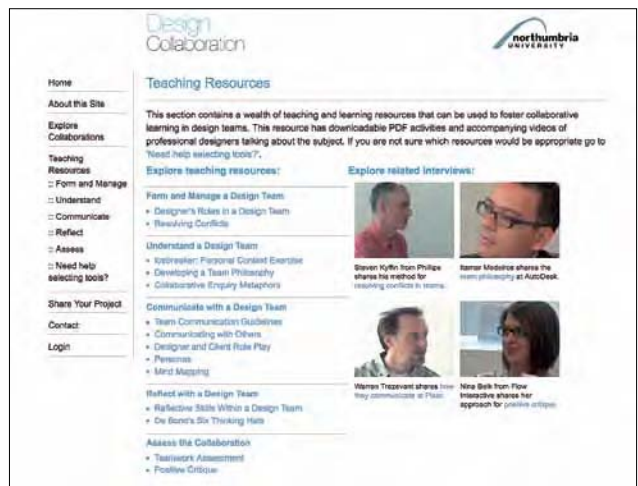 Design
Collaboration
northumbria
UNIVERSITY
Home
About this Site
Explore
Collaborations
Teaching
Resources
:: Form and Manage
:: Understand
:: Communicate
:: Reflect
:: Assess
:: Need help
selecting tools?
Share Your Project
Contact
Login
Teaching Resources
This section contains a wealth of teaching and learning resources that can be used to foster collaborative
learning in design teams. This resource has downloadable PDF activities and accompanying videos of
professional designers talking about the subject. If you are not sure which resources would be appropriate go to
'Need help selecting tools?'.
Explore teaching resources:
Form and Manage a Design Team
• Designer's Roles in a Design Team
• Resolving Conflicts
Understand a Design Team
• Icebreaker: Personal Context Exercise
• Developing a Team Philosophy
• Collaborative Enquiry Metaphors
Communicate with a Design Team
• Team Communication Guidelines
• Communicating with Others
• Designer and Client Role Play
• Personas
• Mind Mapping
Reflect with a Design Team
• Reflective Skills Within a Design Team
• De Bono's Six Thinking Hats
Assess the Collaboration
• Teamwork Assessment
• Positive Critique
Explore related interviews:
Steven Kyffin from Philips
shares his method for
resolving conflicts in teams.
Itamar Medeiros shares the
team philosophy at AutoDesk.
Warren Trezevant shares how
they communicate at Pixar.
Nina Belk from Flow
Interactive shares her
approach for positive critique.